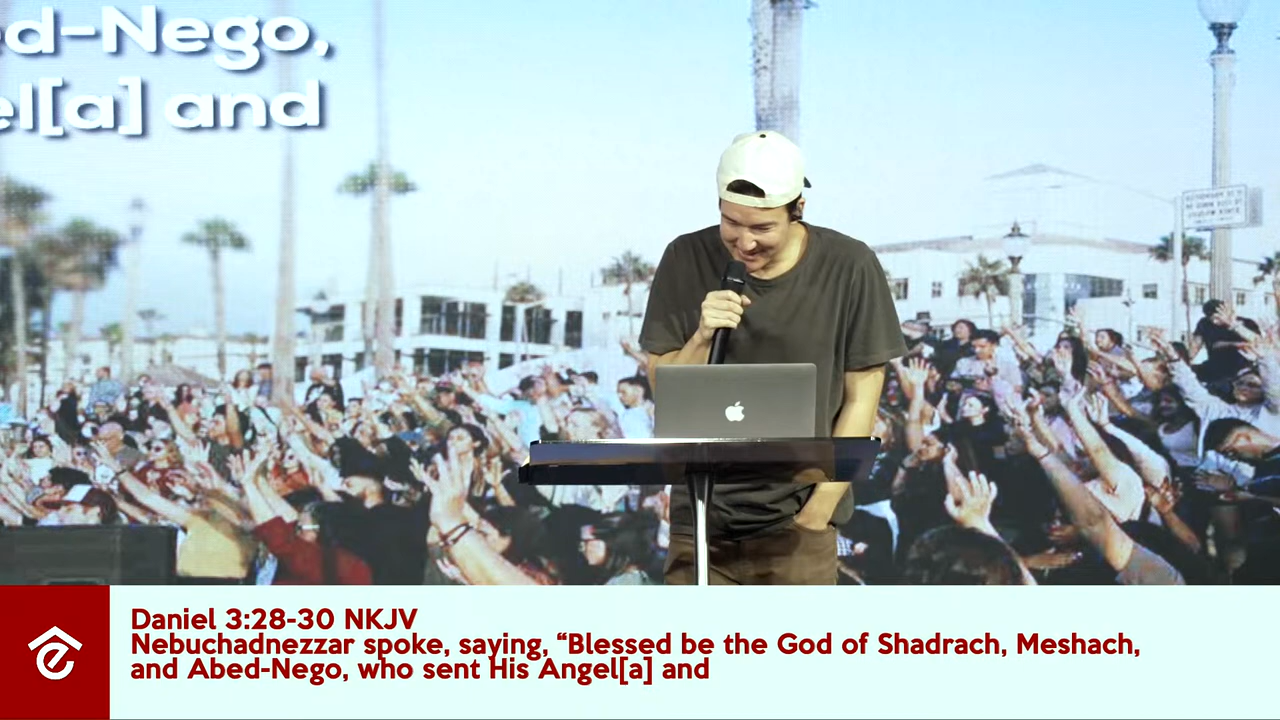 ed-Nego,
el[a] and
Daniel 3:28-30 NKJV
Nebuchadnezzar spoke, saying, “Blessed be the God of Shadrach, Meshach,
and Abed-Nego, who sent His Angel[a] and